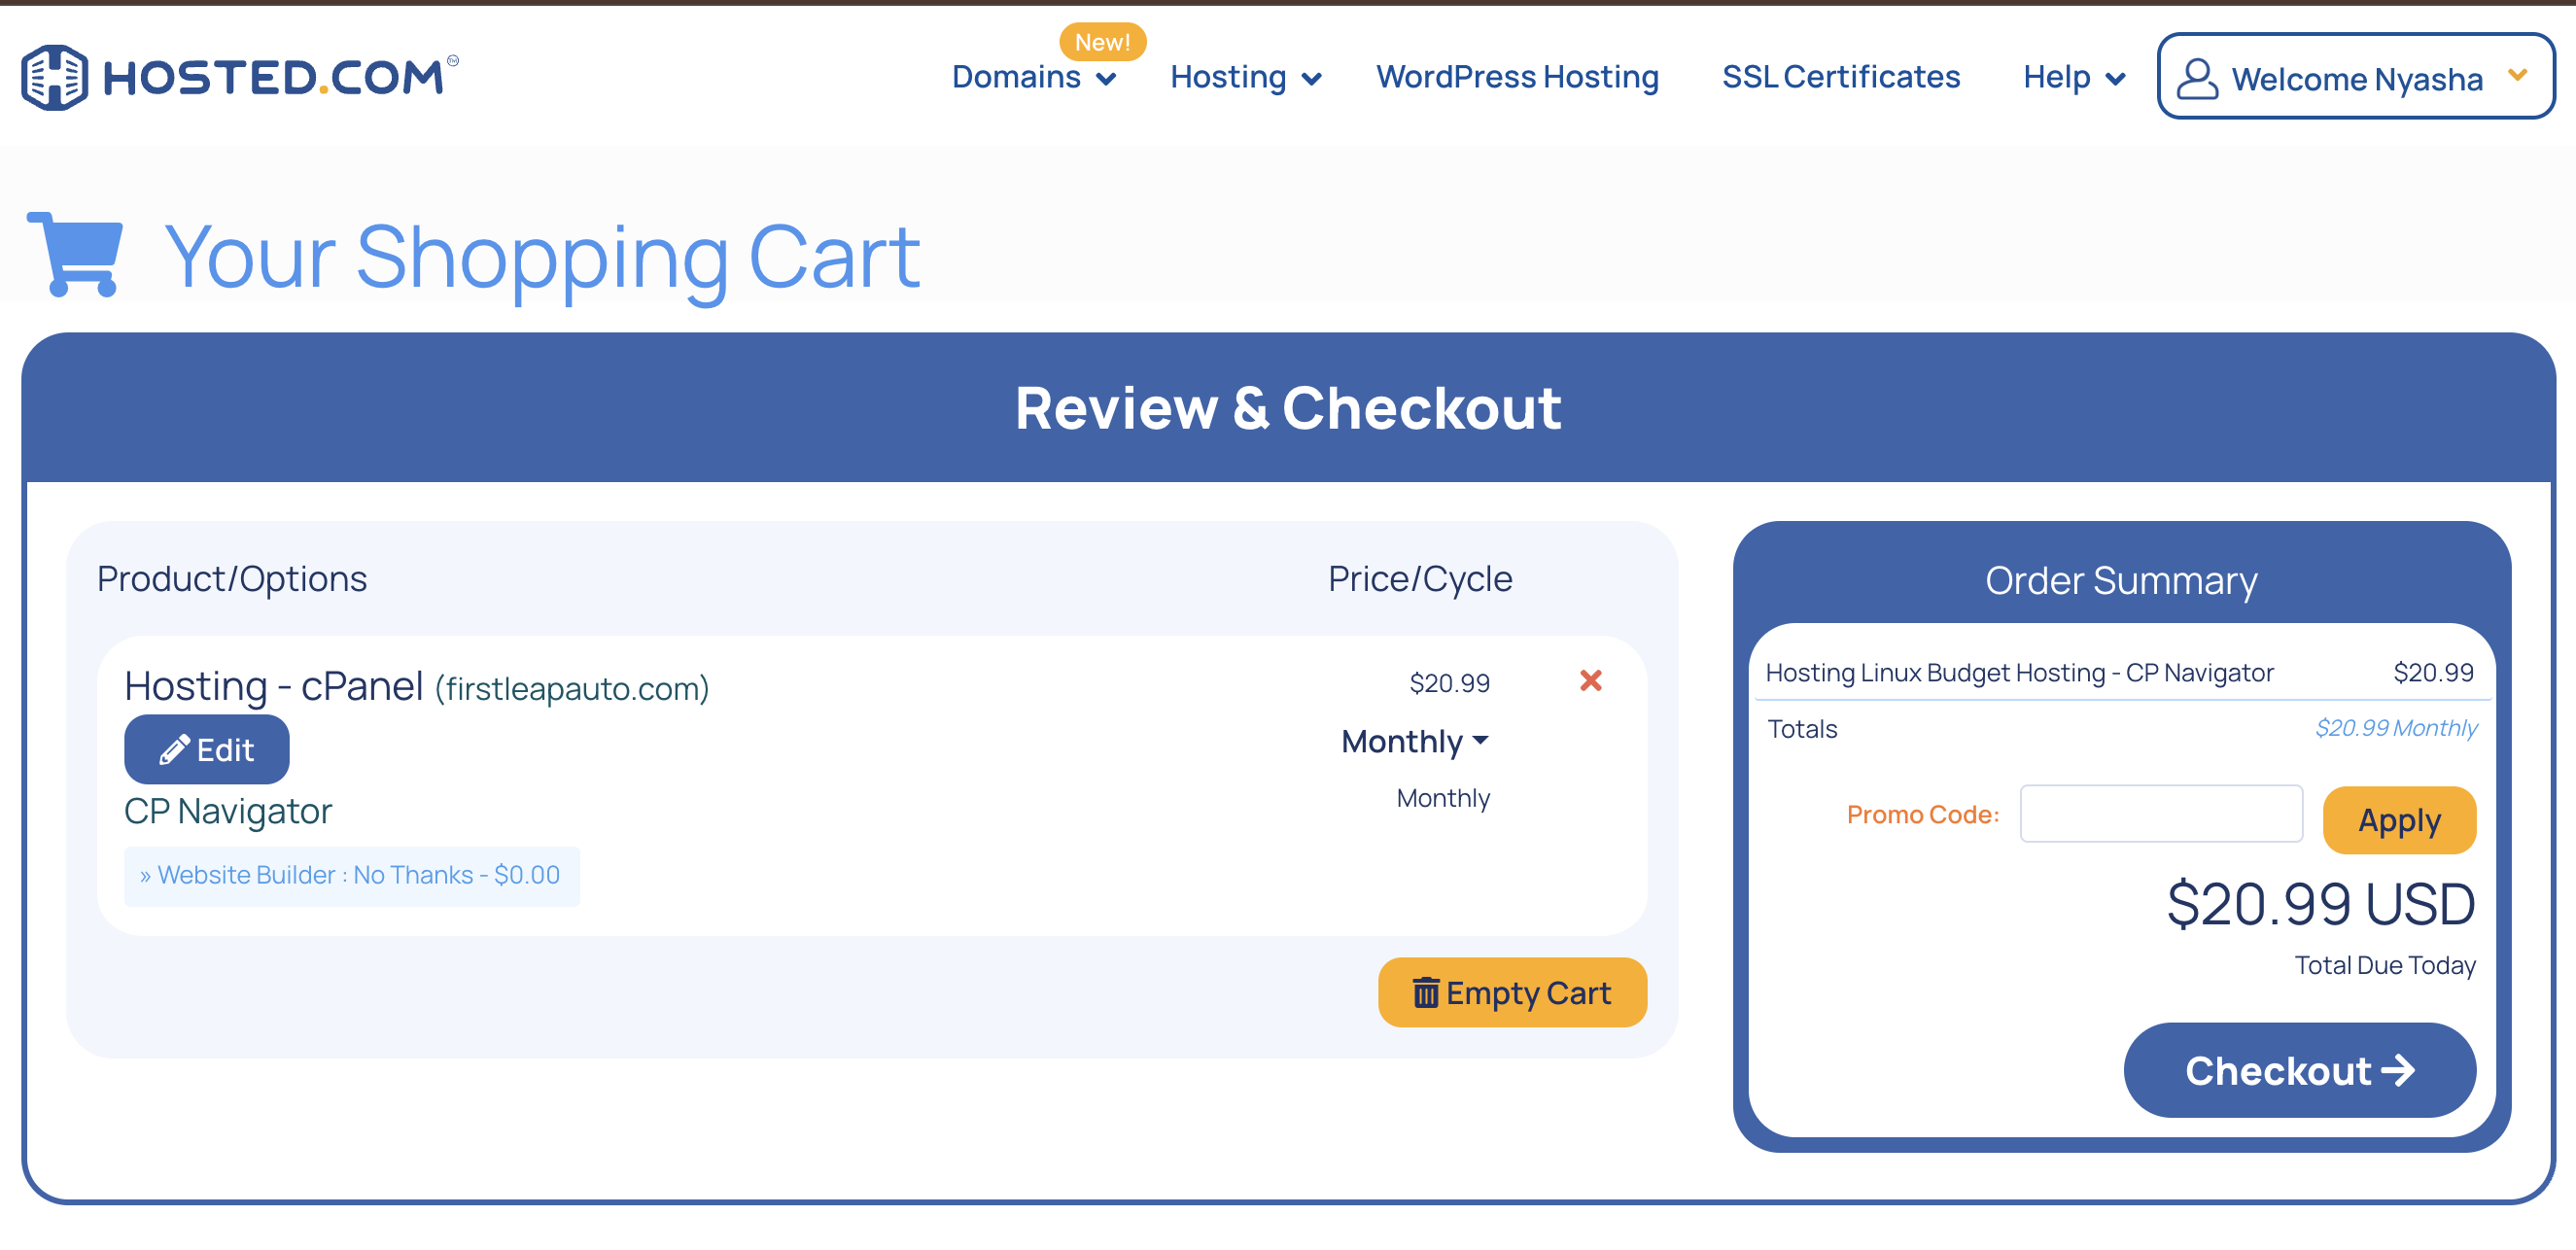 HOSTED.COM™
New!
Domains Hosting WordPress Hosting SSL Certificates Help Welcome Nyasha
Your Shopping Cart
Review & Checkout
Product/Options Price/Cycle
Hosting - cPanel (firstleapauto.com) $20.99
Edit
Monthly
CP Navigator
Monthly
» Website Builder : No Thanks - $0.00
Empty Cart
Order Summary
Hosting Linux Budget Hosting - CP Navigator $20.99
Totals $20.99 Monthly
Promo Code: Apply
$20.99 USD
Total Due Today
Checkout